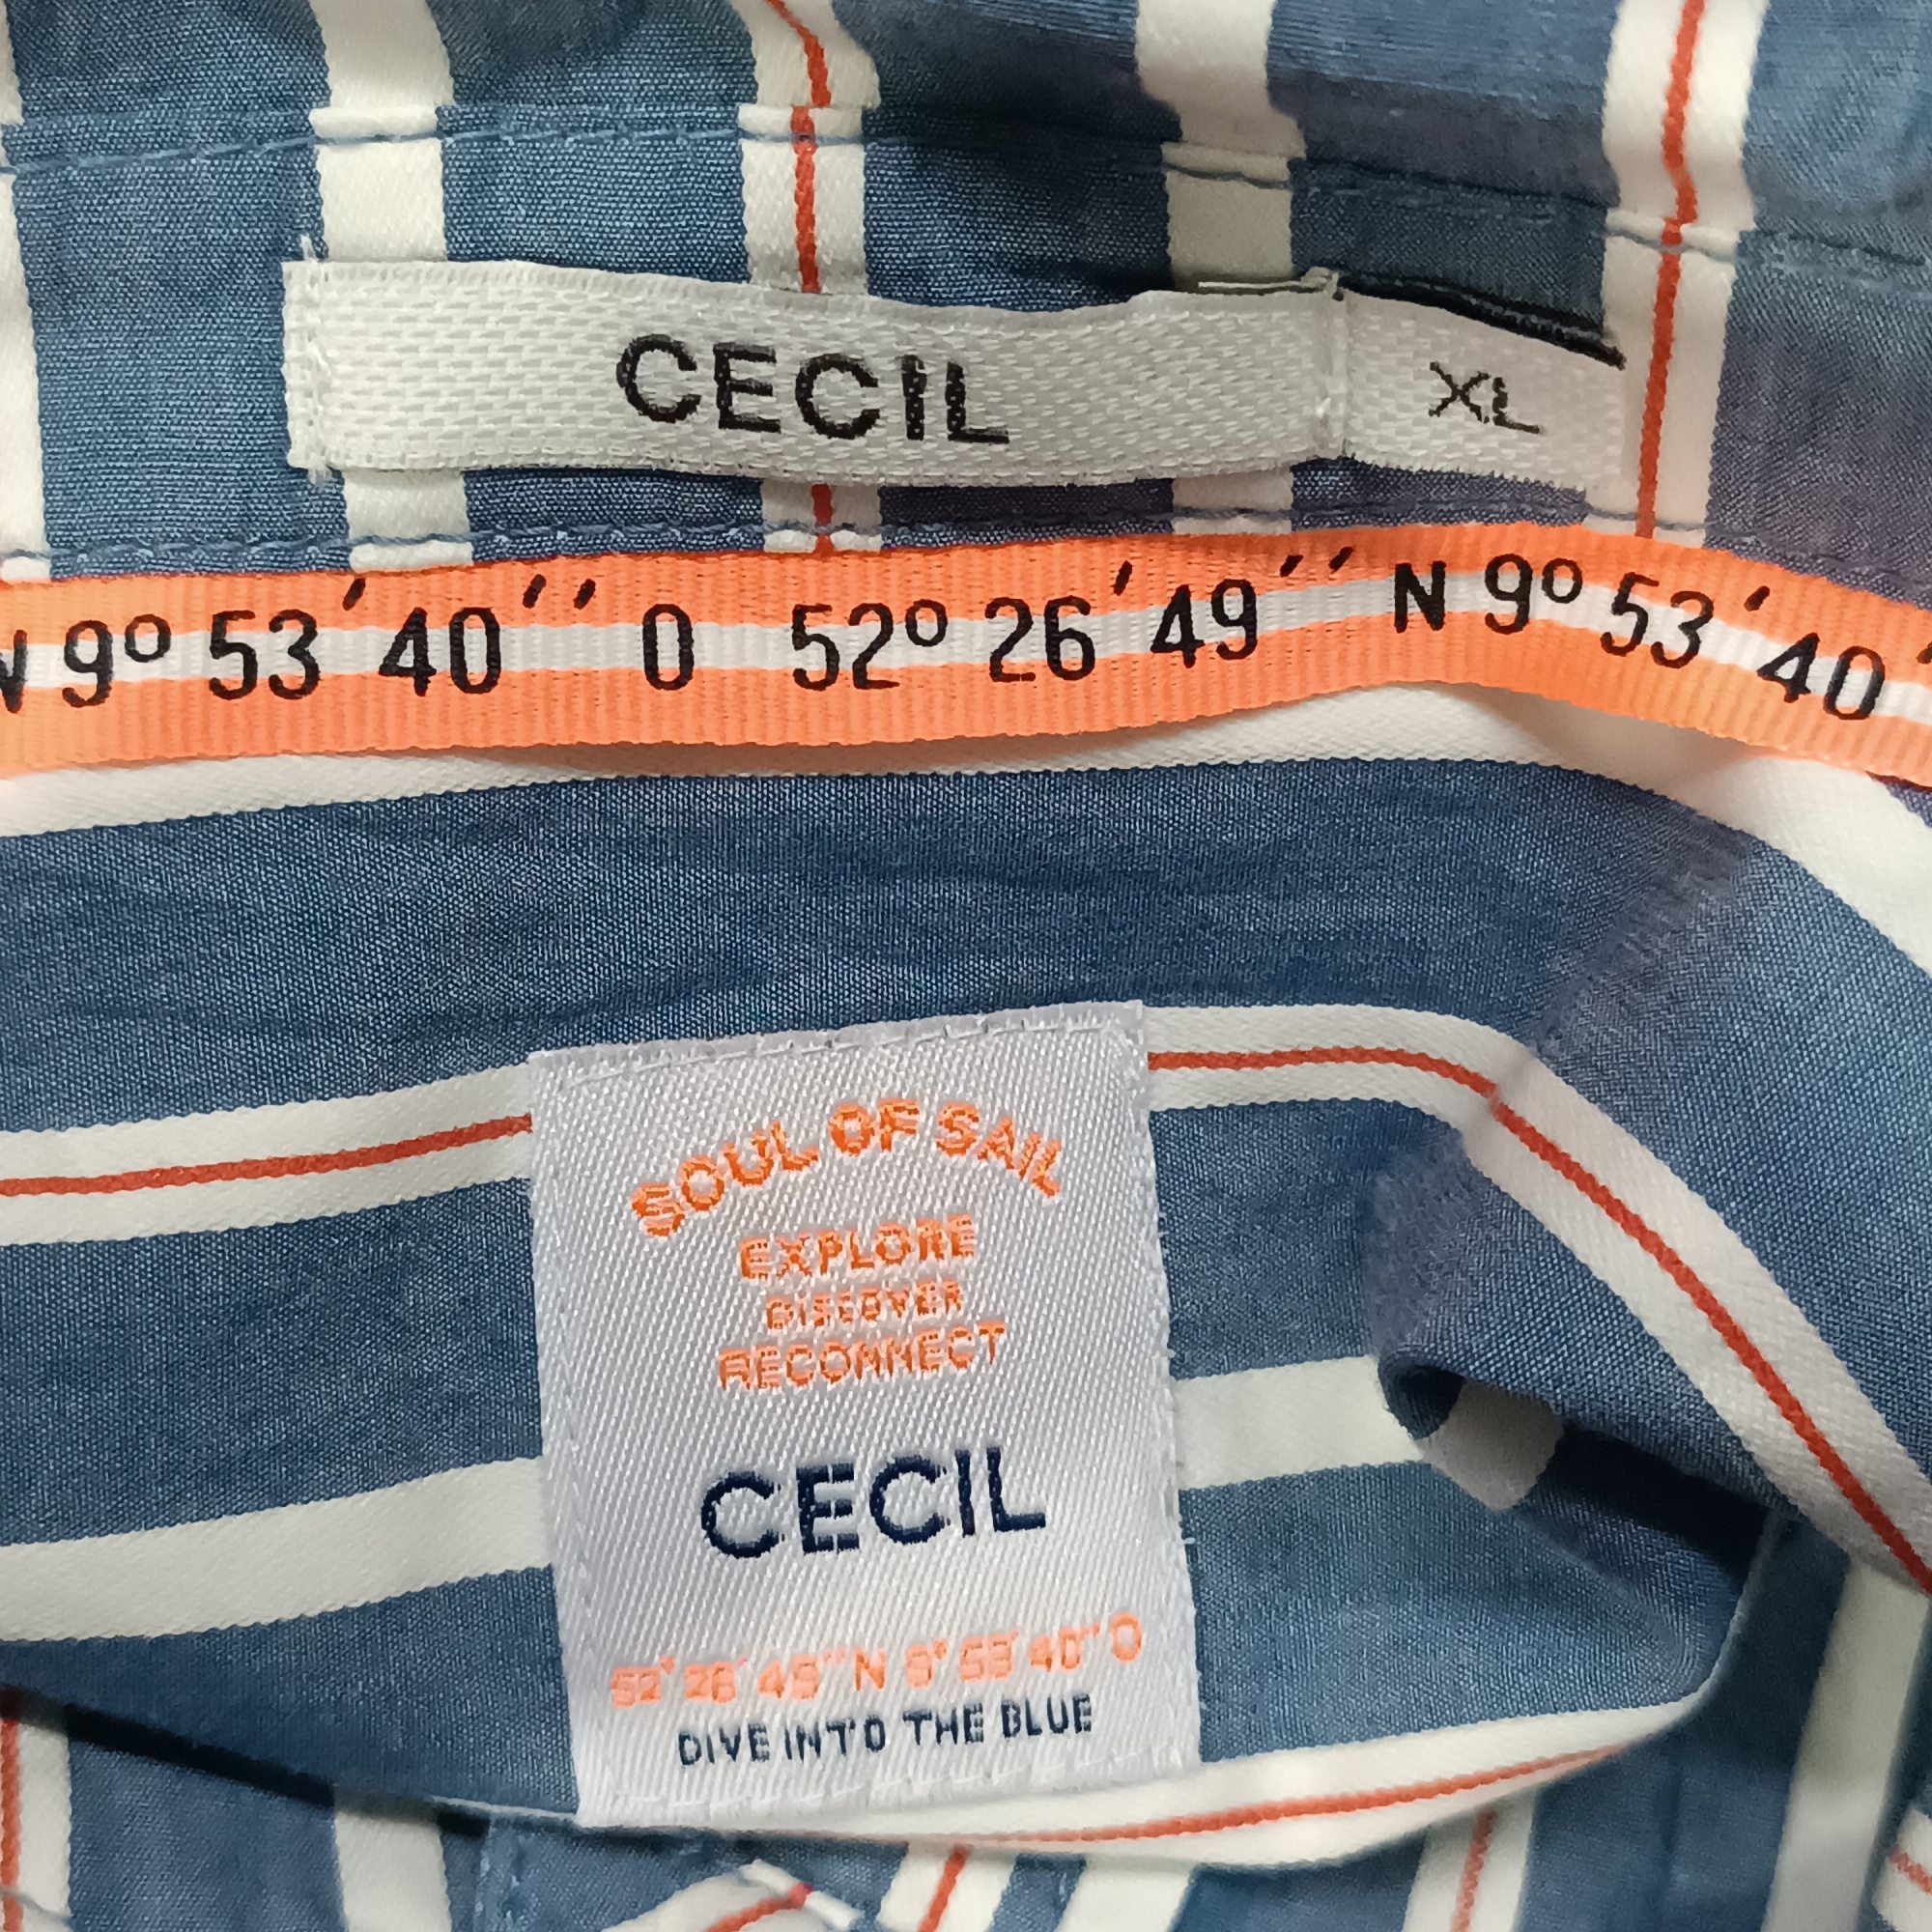 CECIL XL
N 9° 53' 40'' O 52° 26' 49'' N 9° 53' 40'
SOUL OF SAIL
EXPLORE
DISCOVER
RECONNECT
CECIL
52° 26' 49'' N 9° 53' 40'' O
DIVE INTO THE BLUE